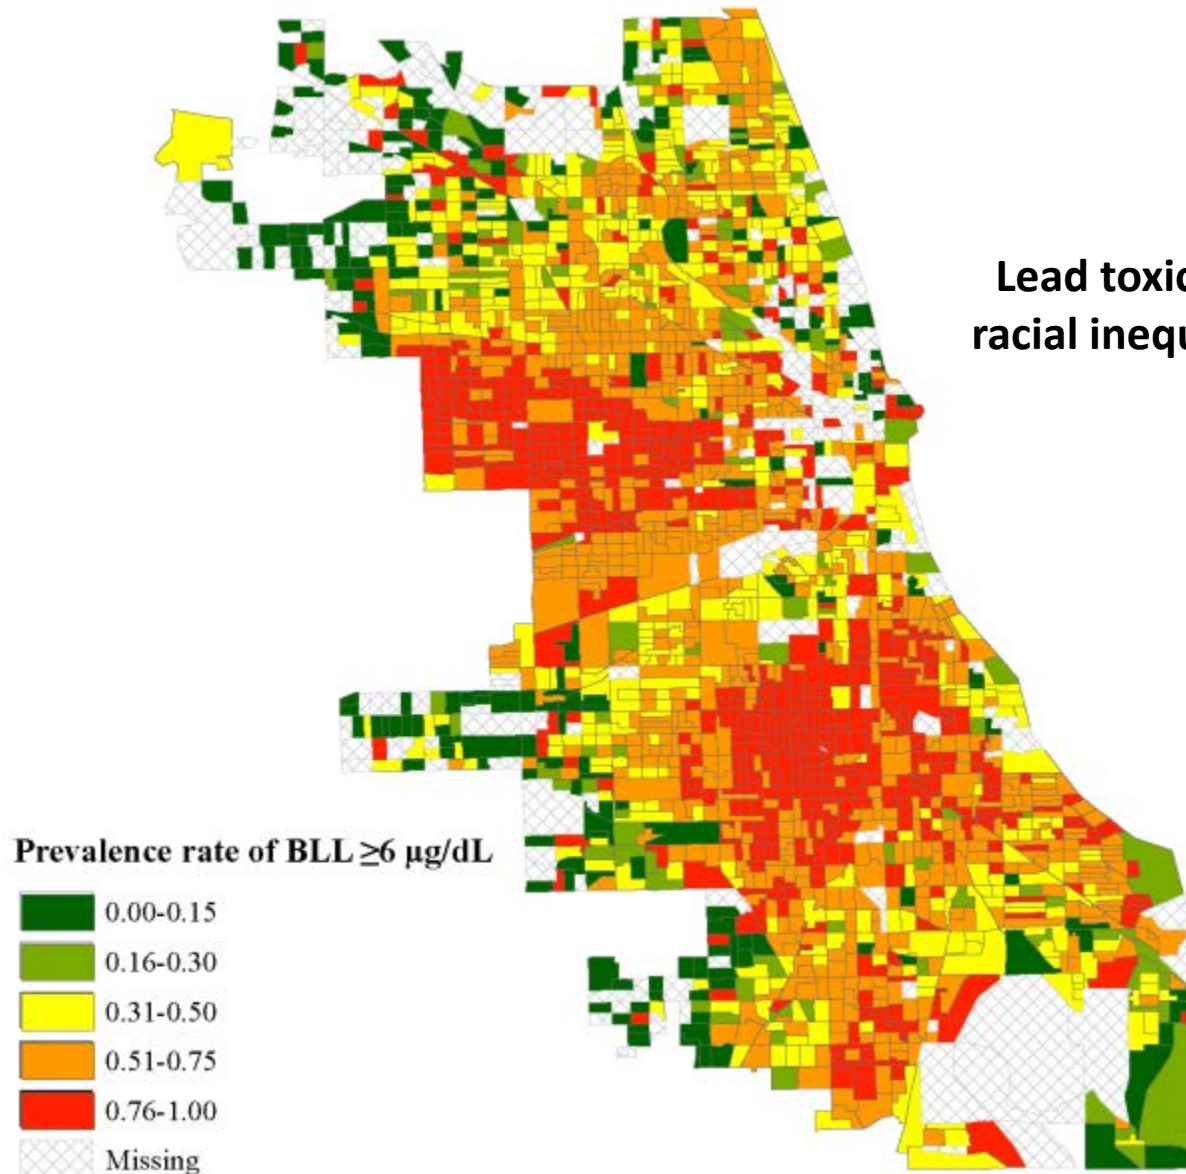 Lead toxic
racial inequ
Prevalence rate of BLL ≥6 µg/dL
0.00-0.15
0.16-0.30
0.31-0.50
0.51-0.75
0.76-1.00
Missing